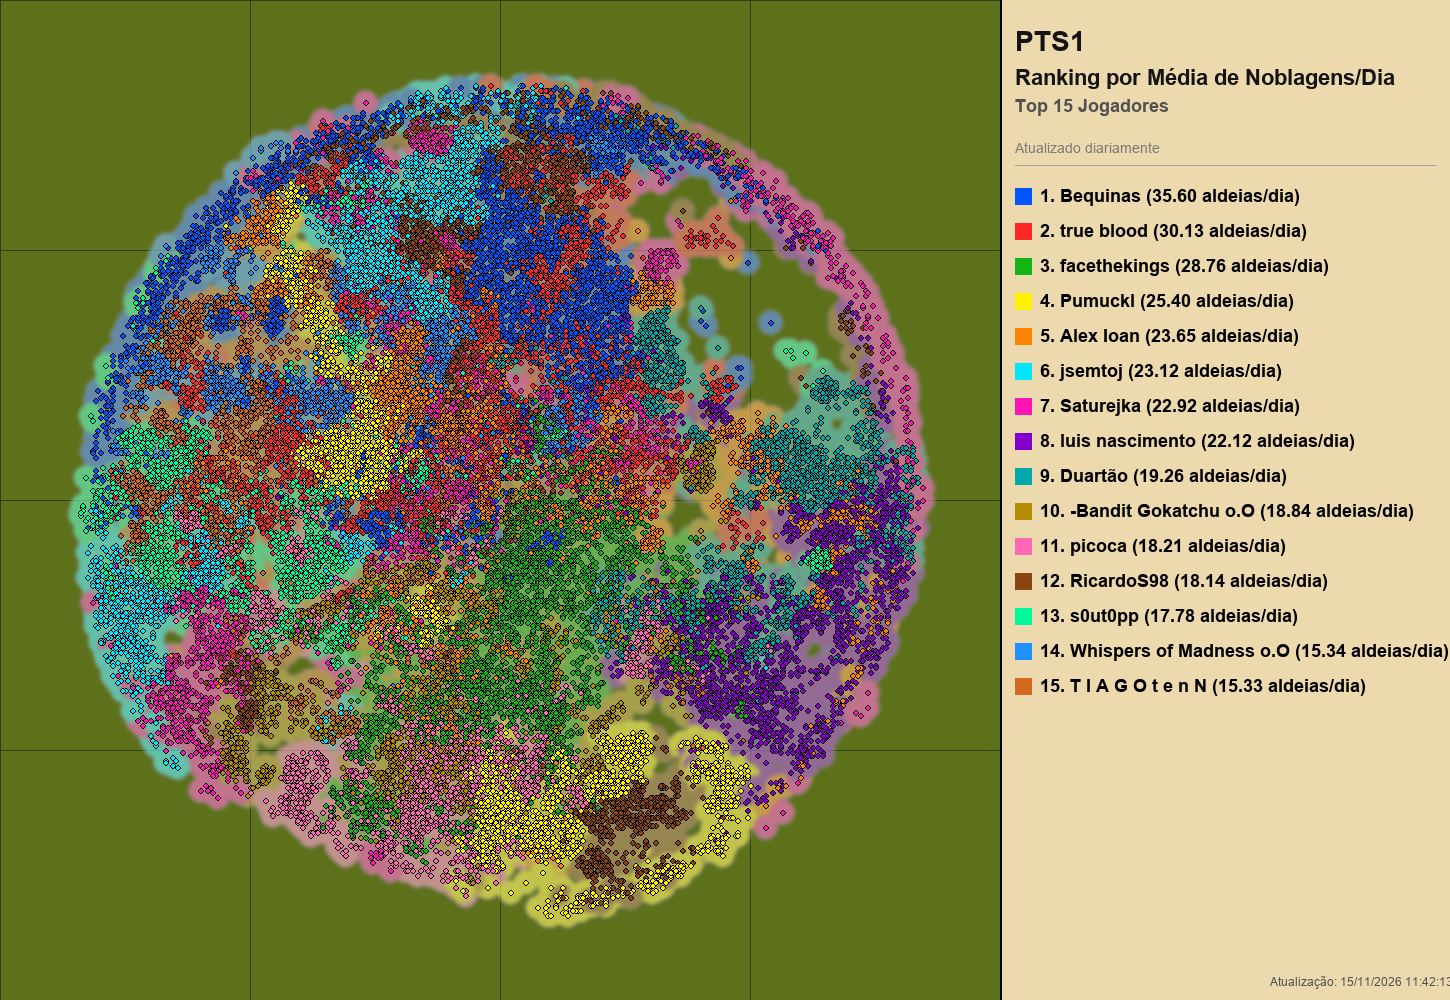 PTS1
Ranking por Média de Noblagens/Dia
Top 15 Jogadores
Atualizado diariamente
1. Bequinas (35.60 aldeias/dia)
2. true blood (30.13 aldeias/dia)
3. facethekings (28.76 aldeias/dia)
4. Pumuckl (25.40 aldeias/dia)
5. Alex Ioan (23.65 aldeias/dia)
6. jsemtoj (23.12 aldeias/dia)
7. Saturejka (22.92 aldeias/dia)
8. luis nascimento (22.12 aldeias/dia)
9. Duartão (19.26 aldeias/dia)
10. -Bandit Gokatchu o.O (18.84 aldeias/dia)
11. picoca (18.21 aldeias/dia)
12. RicardoS98 (18.14 aldeias/dia)
13. s0ut0pp (17.78 aldeias/dia)
14. Whispers of Madness o.O (15.34 aldeias/dia)
15. T I A G O t e n N (15.33 aldeias/dia)
Atualização: 15/11/2026 11:42:13